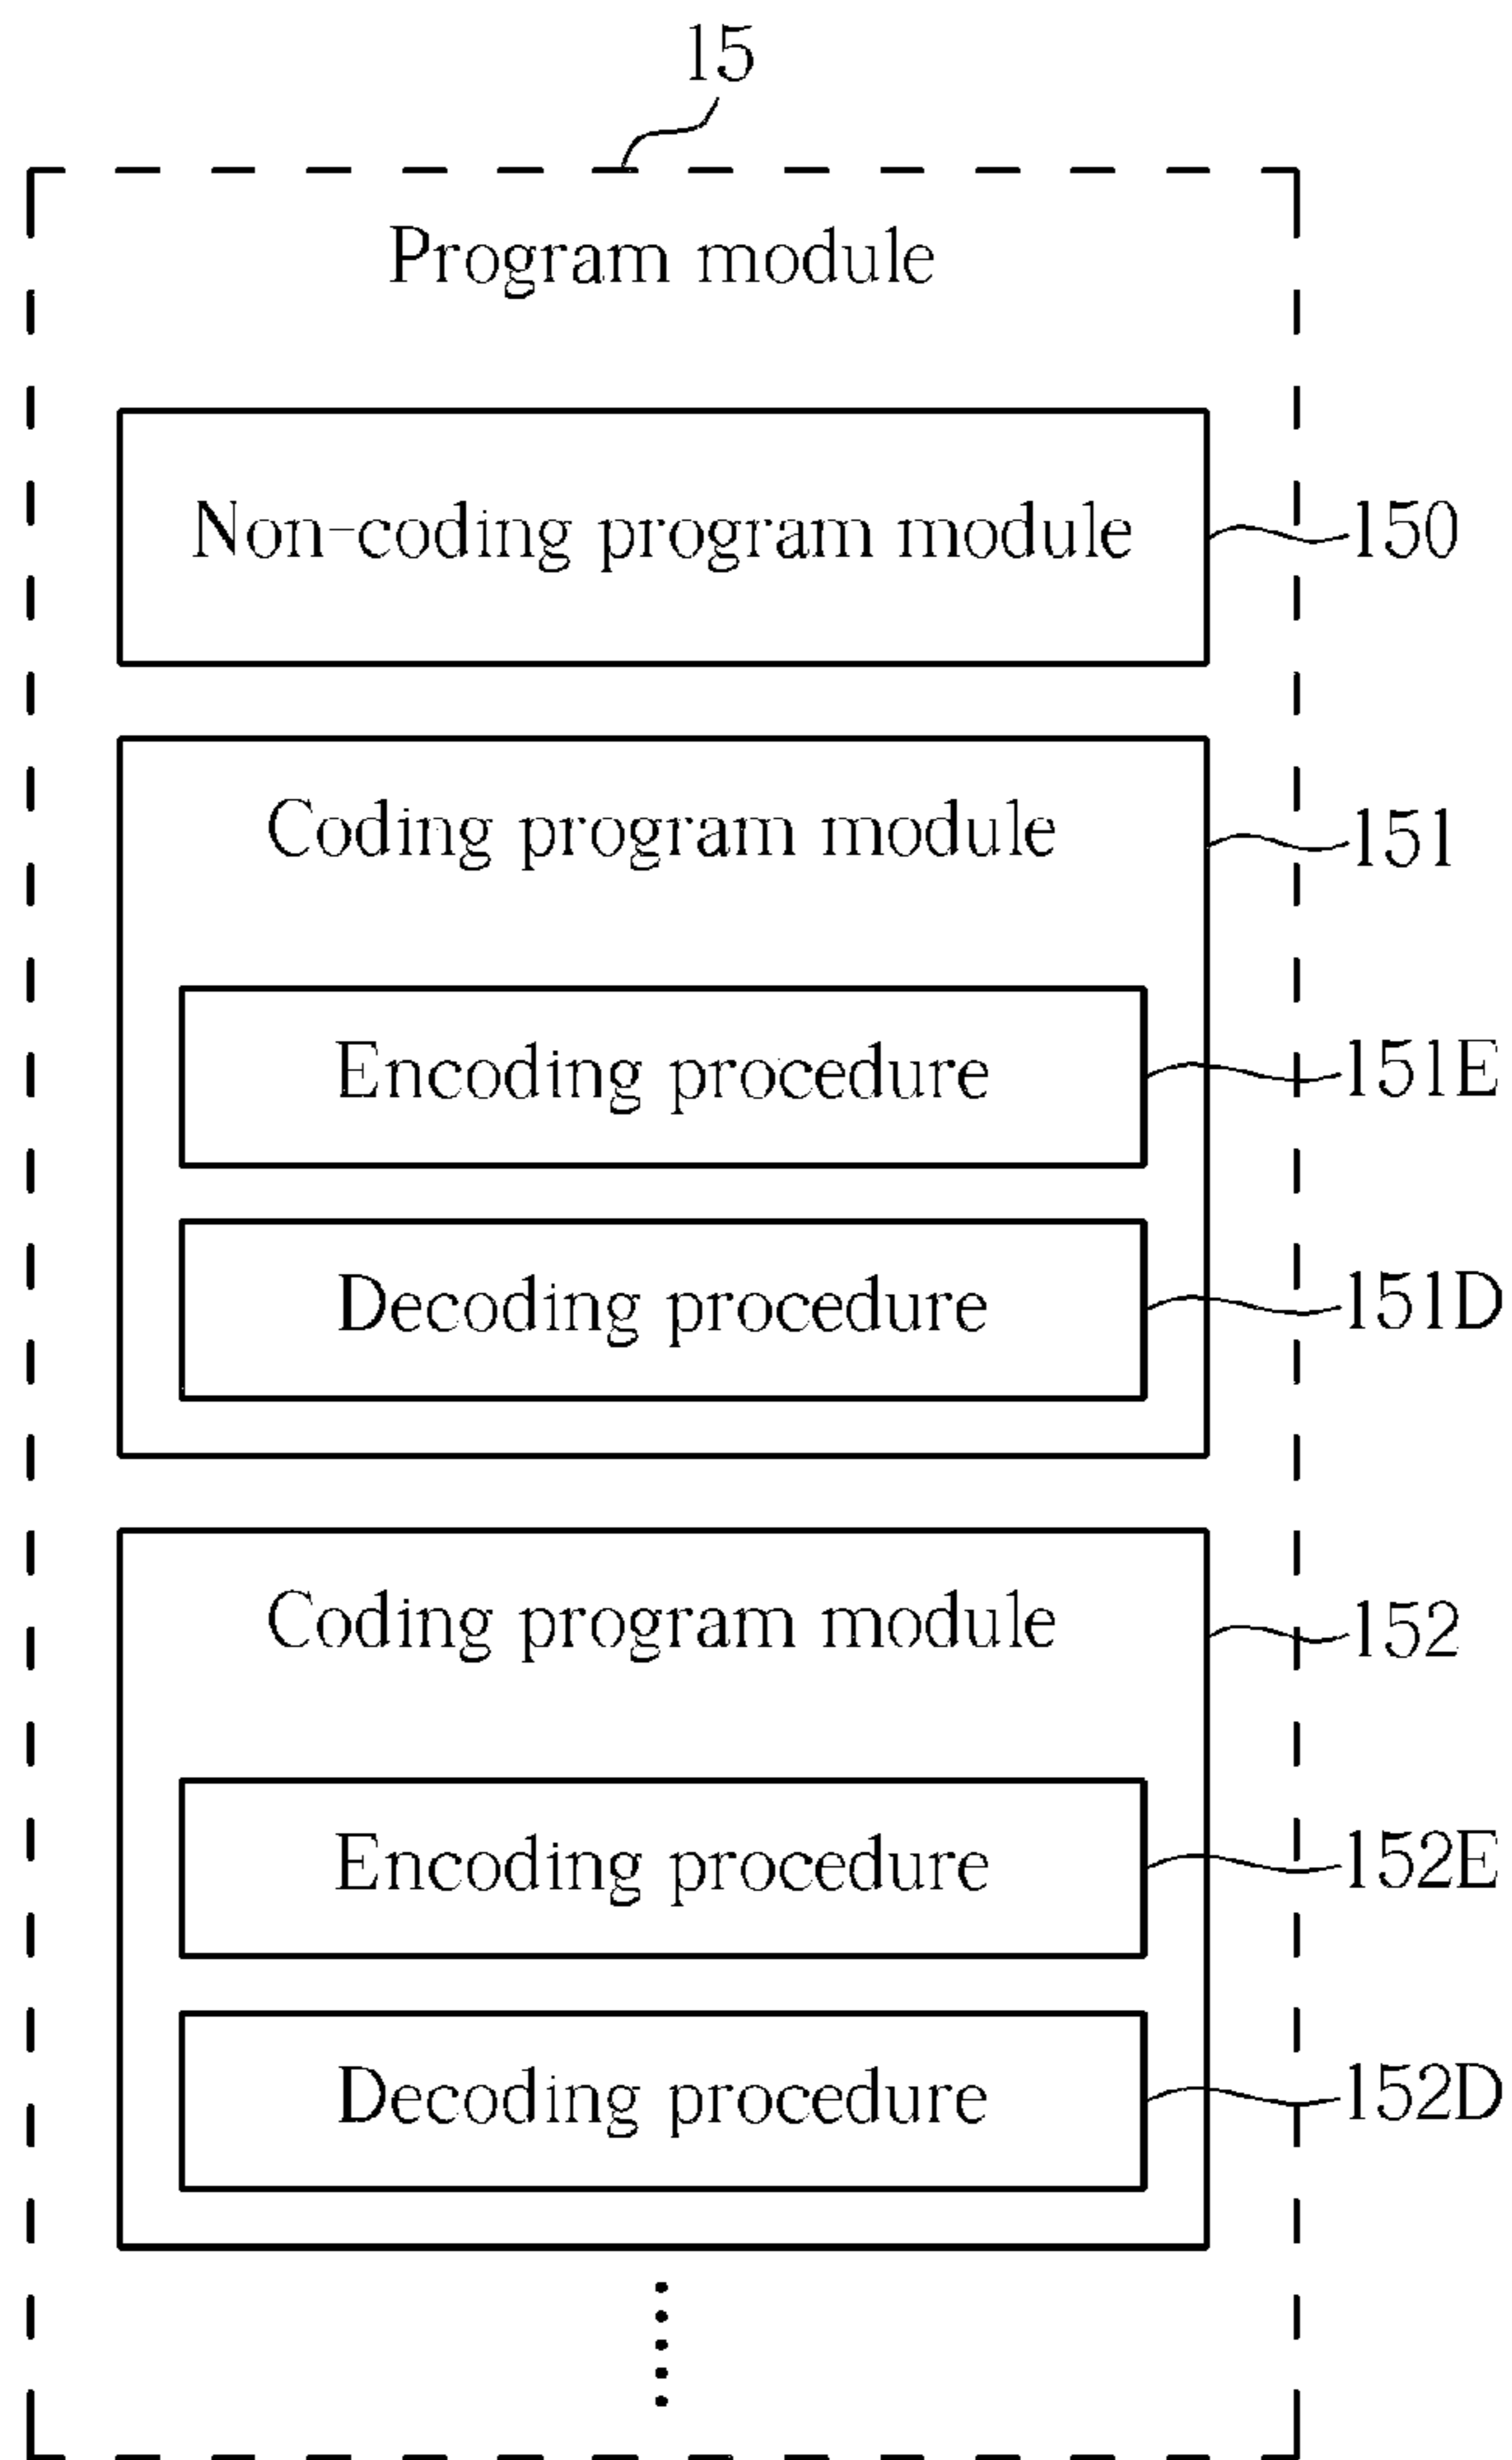 15
Program module
Non-coding program module
150
Coding program module
151
Encoding procedure
151E
Decoding procedure
151D
Coding program module
152
Encoding procedure
152E
Decoding procedure
152D